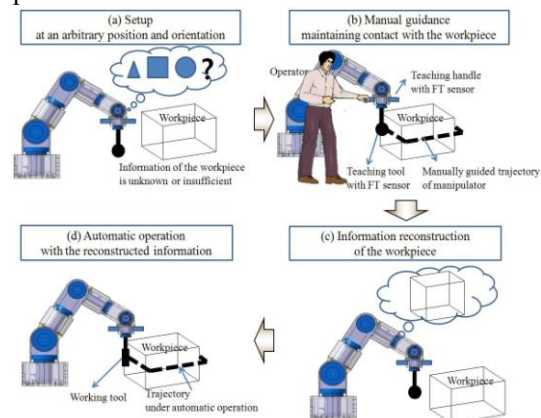 (a) Setup
at an arbitrary position and orientation
?
Workpiece
Information of the workpiece
is unknown or insufficient
(b) Manual guidance
maintaining contact with the workpiece
Operator
Teaching handle
with FT sensor
Workpiece
Teaching tool
with FT sensor
Manually guided trajectory
of manipulator
(d) Automatic operation
with the reconstructed information
Workpiece
Working tool
Trajectory
under automatic operation
(c) Information reconstruction
of the workpiece
Workpiece